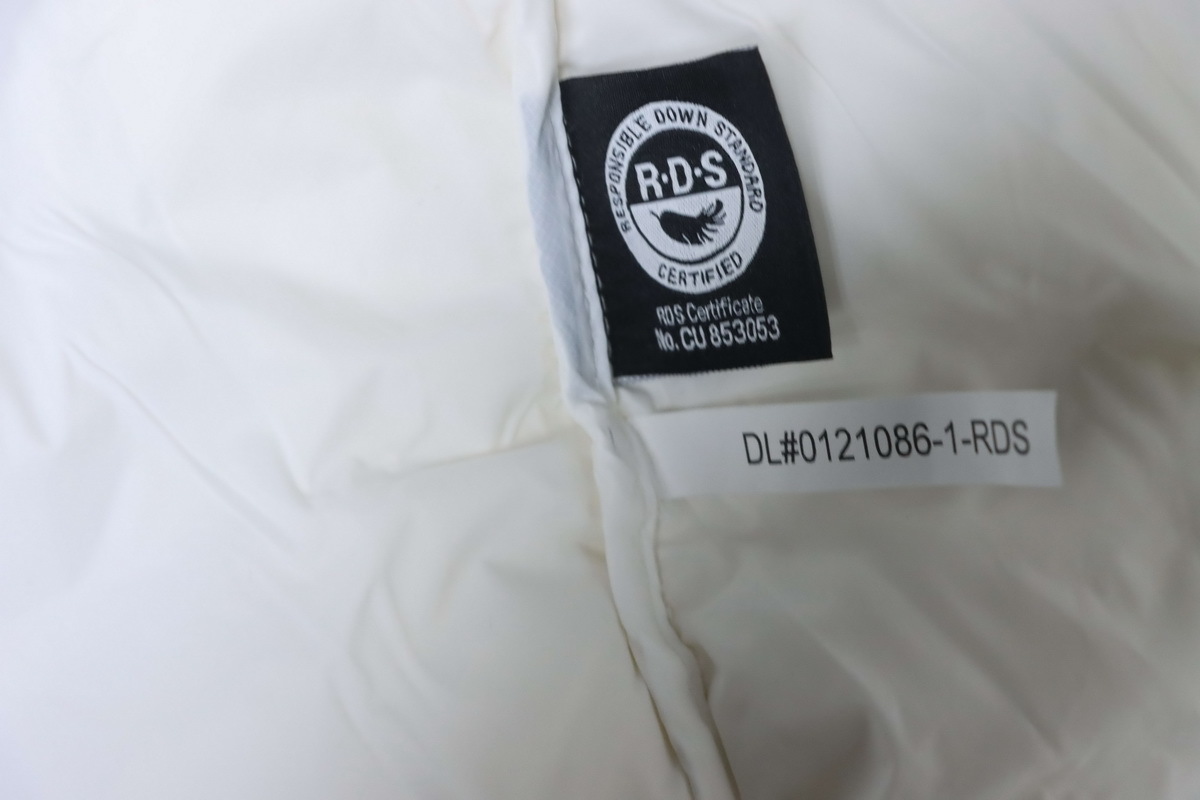 RESPONSIBLE DOWN STANDARD
R·D·S
CERTIFIED
RDS Certificate
No. CU 853053
DL#0121086-1-RDS